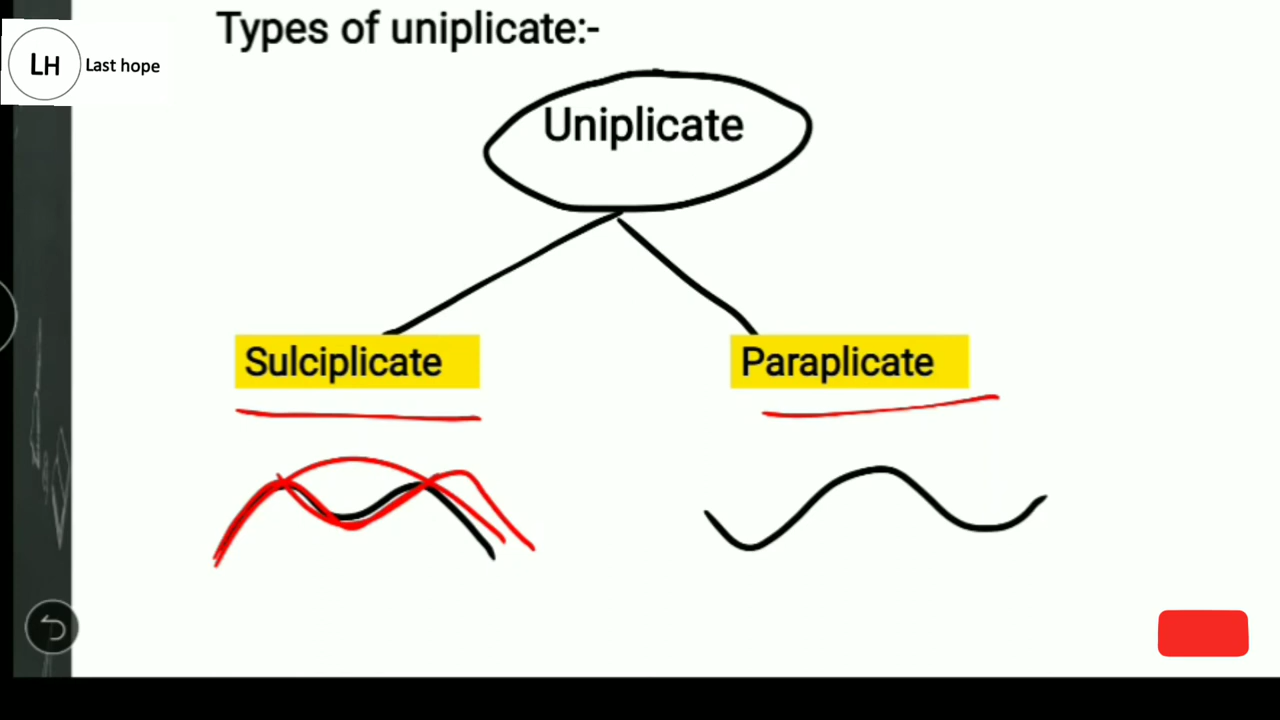 Types of uniplicate:-
LH Last hope
Uniplicate
Sulciplicate
Paraplicate